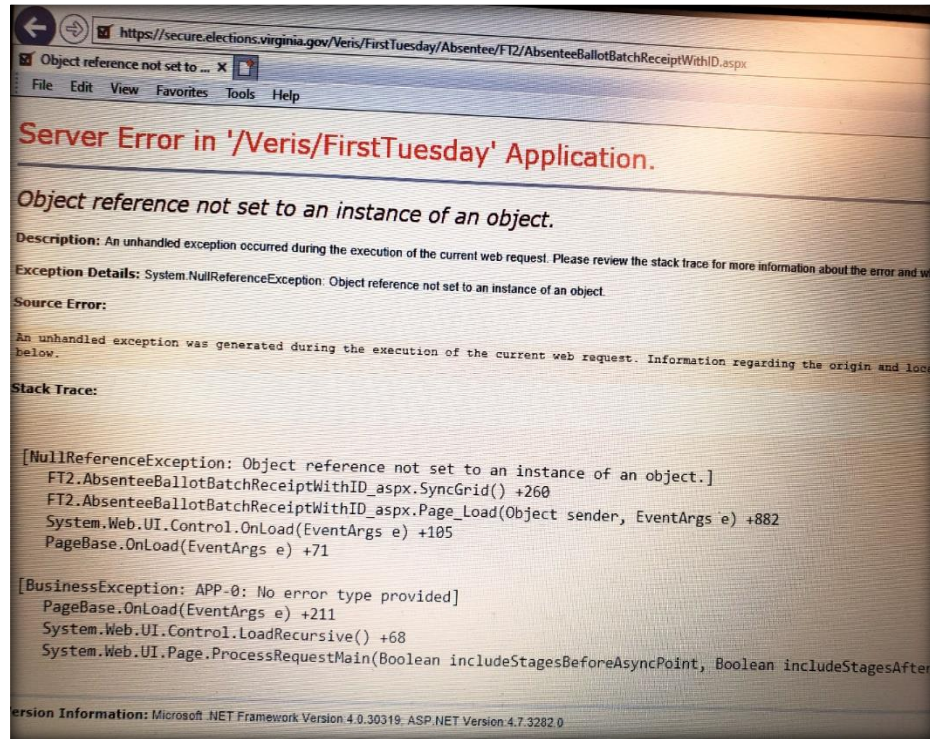 https://secure.elections.virginia.gov/Veris/FirstTuesday/Absentee/FT2/AbsenteeBallotBatchReceiptWithID.aspx
Object reference not set to ...
File Edit View Favorites Tools Help
Server Error in '/Veris/FirstTuesday' Application.
Object reference not set to an instance of an object.
Description: An unhandled exception occurred during the execution of the current web request. Please review the stack trace for more information about the error and w
Exception Details: System.NullReferenceException: Object reference not set to an instance of an object.
Source Error:
An unhandled exception was generated during the execution of the current web request. Information regarding the origin and loc
below.
Stack Trace:
[NullReferenceException: Object reference not set to an instance of an object.]
FT2.AbsenteeBallotBatchReceiptWithID_aspx.SyncGrid() +260
FT2.AbsenteeBallotBatchReceiptWithID_aspx.Page_Load(Object sender, EventArgs e) +882
System.Web.UI.Control.OnLoad(EventArgs e) +105
PageBase.OnLoad(EventArgs e) +71
[BusinessException: APP-0: No error type provided]
PageBase.OnLoad(EventArgs e) +211
System.Web.UI.Control.LoadRecursive() +68
System.Web.UI.Page.ProcessRequestMain(Boolean includeStagesBeforeAsyncPoint, Boolean includeStagesAfter
ersion Information: Microsoft .NET Framework Version:4.0.30319; ASP.NET Version:4.7.3282.0